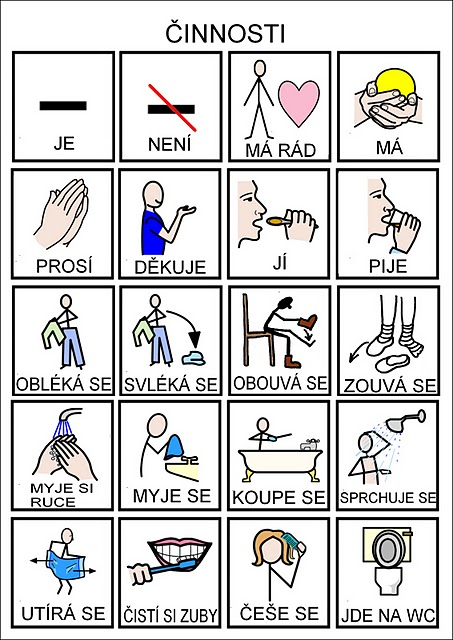 ČINNOSTI
JE
NENÍ
MÁ RÁD
MÁ
PROSÍ
DĚKUJE
JÍ
PIJE
OBLÉKÁ SE
SVLÉKÁ SE
OBOUVÁ SE
ZOUVÁ SE
MYJE SI
RUCE
MYJE SE
KOUPE SE
SPRCHUJE SE
UTÍRÁ SE
ČISTÍ SI ZUBY
ČEŠE SE
JDE NA WC